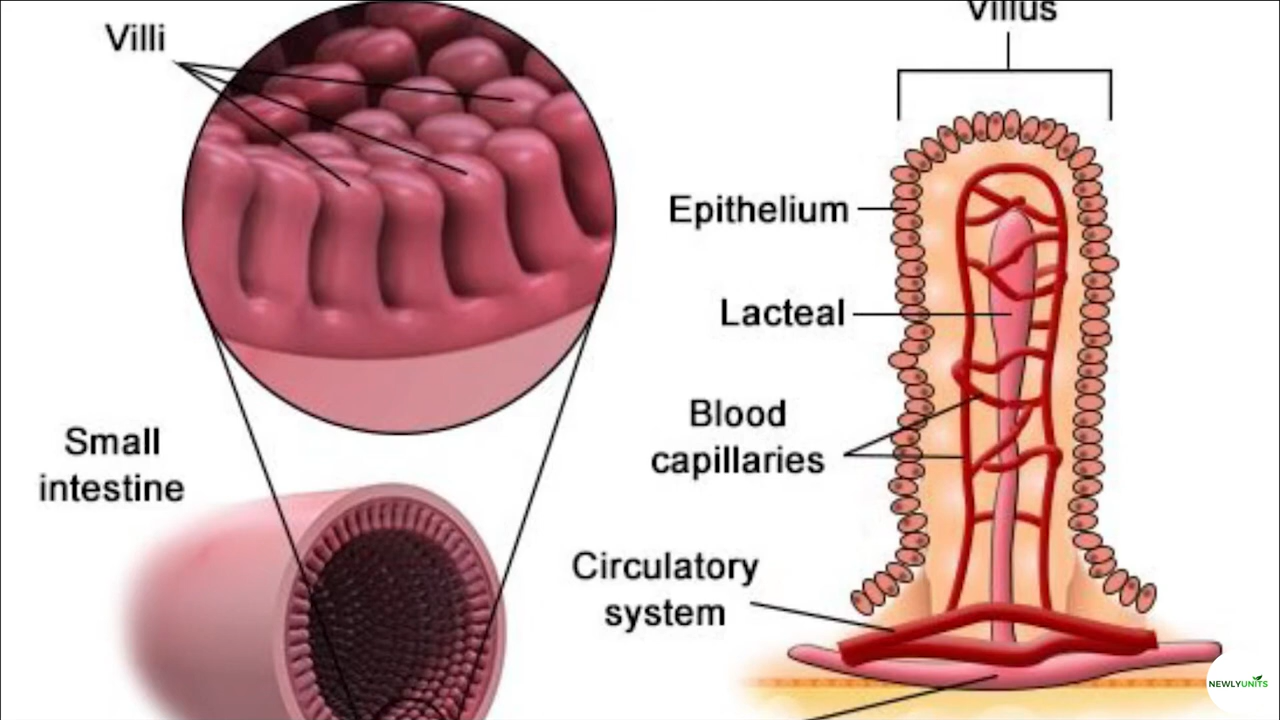 Villi
Villus
Epithelium
Lacteal
Blood
capillaries
Small
intestine
Circulatory
system
NEWLYUNITS